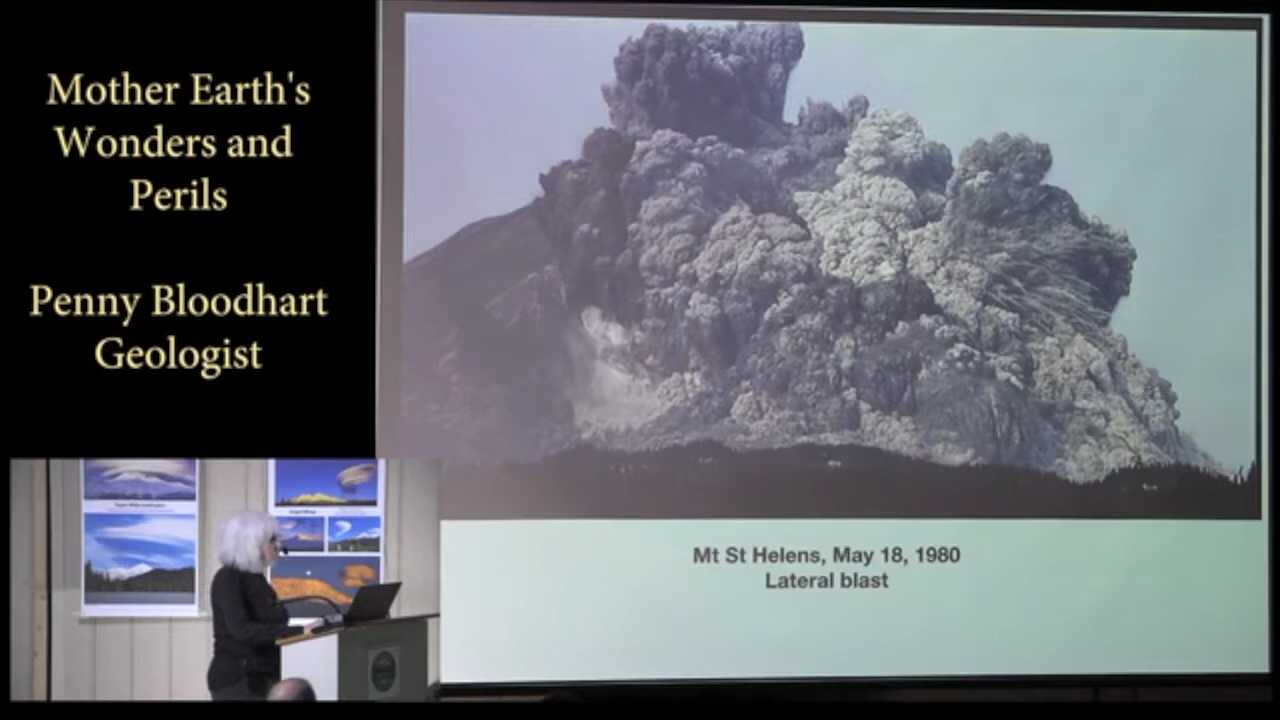 Mother Earth's
Wonders and
Perils
Penny Bloodhart
Geologist
Mt St Helens, May 18, 1980
Lateral blast